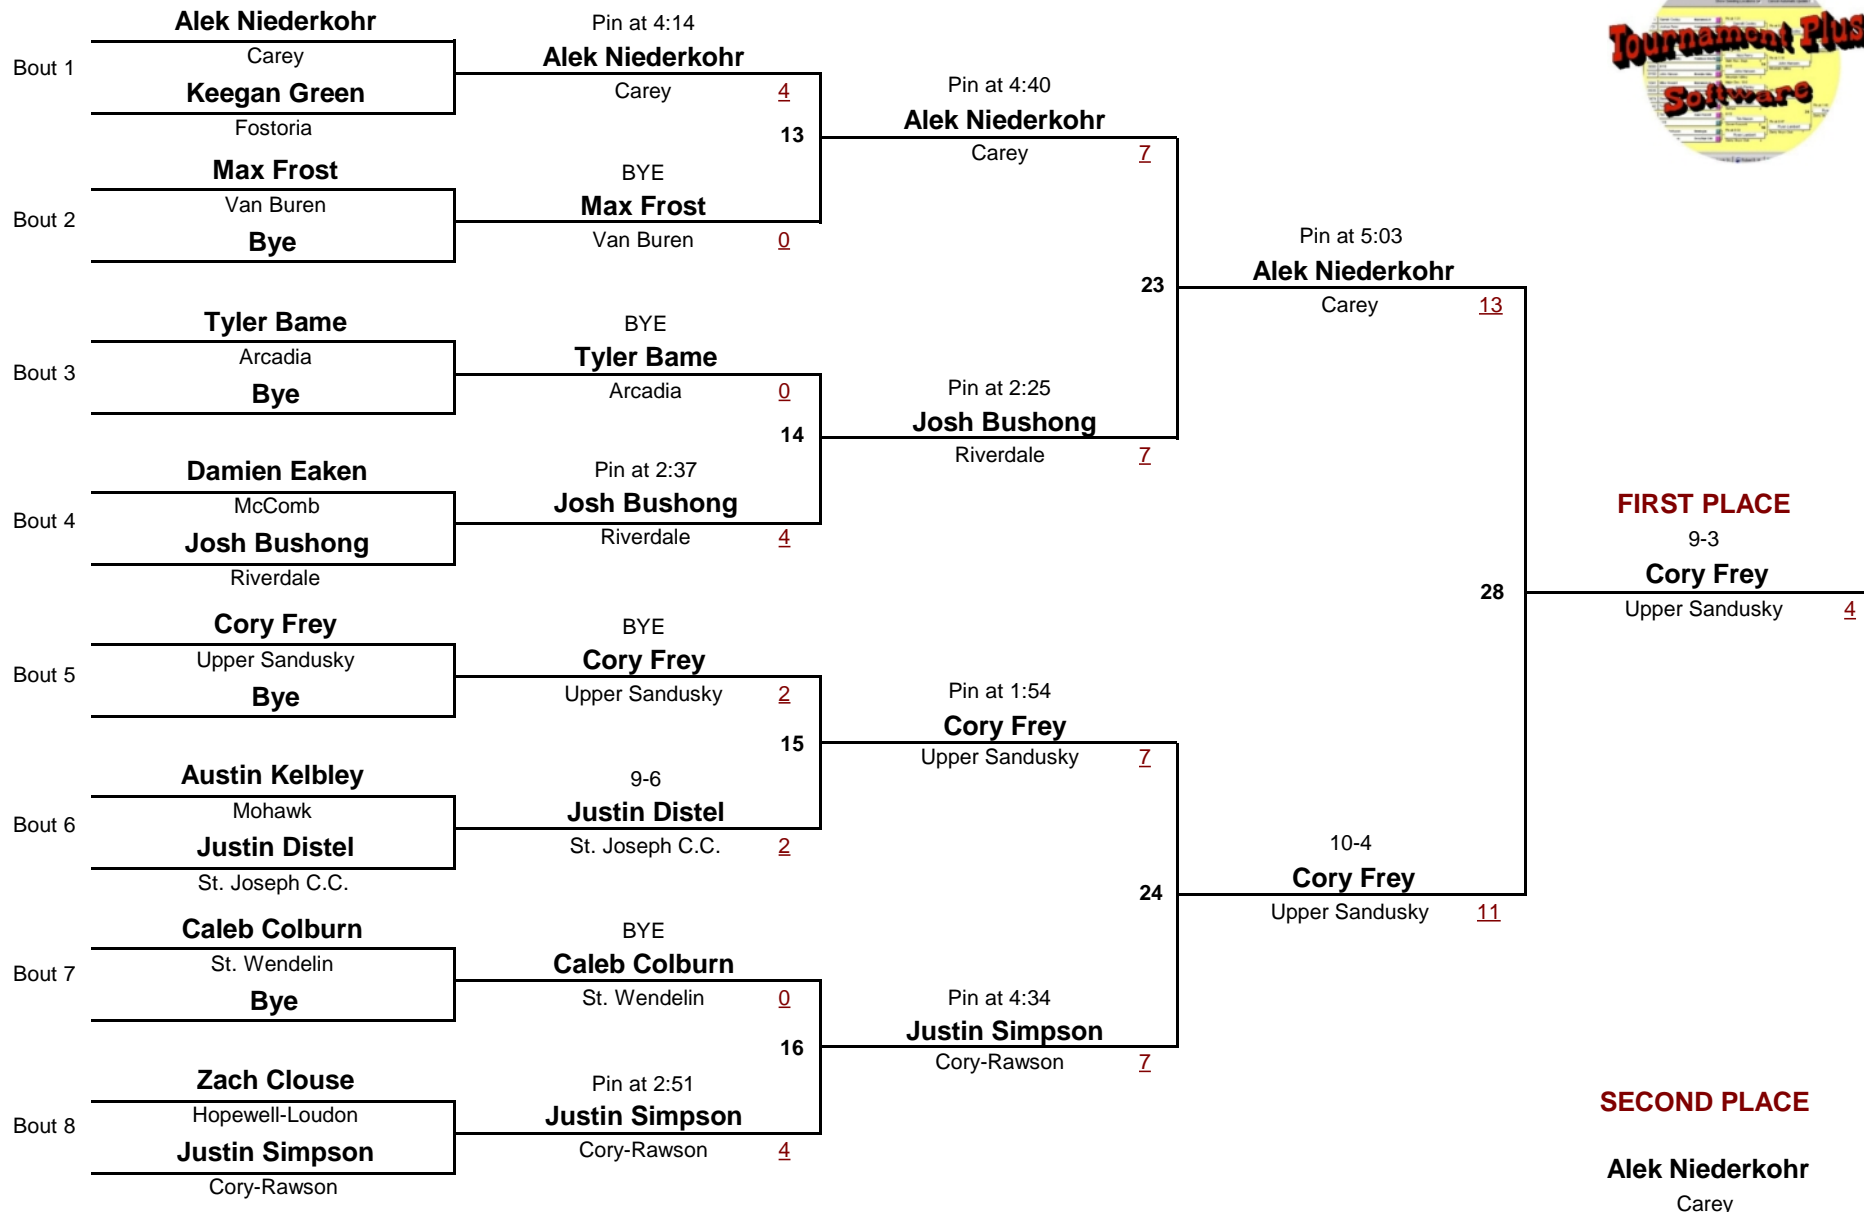 Alek Niederkohr
Bout 1
Carey
Keegan Green
Fostoria
Max Frost
Bout 2
Van Buren
Bye
Tyler Bame
Bout 3
Arcadia
Bye
Damien Eaken
Bout 4
McComb
Josh Bushong
Riverdale
Cory Frey
Bout 5
Upper Sandusky
Bye
Austin Kelbley
Bout 6
Mohawk
Justin Distel
St. Joseph C.C.
Caleb Colburn
Bout 7
St. Wendelin
Bye
Zach Clouse
Bout 8
Hopewell-Loudon
Justin Simpson
Cory-Rawson
Pin at 4:14
Alek Niederkohr
Carey 4
13
BYE
Max Frost
Van Buren 0
BYE
Tyler Bame
Arcadia 0
14
Pin at 2:37
Josh Bushong
Riverdale 4
BYE
Cory Frey
Upper Sandusky 2
15
9-6
Justin Distel
St. Joseph C.C. 2
BYE
Caleb Colburn
St. Wendelin 0
16
Pin at 2:51
Justin Simpson
Cory-Rawson 4
Pin at 4:40
Alek Niederkohr
Carey 7
23
Pin at 2:25
Josh Bushong
Riverdale 7
Pin at 1:54
Cory Frey
Upper Sandusky 7
24
Pin at 4:34
Justin Simpson
Cory-Rawson 7
Pin at 5:03
Alek Niederkohr
Carey 13
28
10-4
Cory Frey
Upper Sandusky 11
Tournament Plus
Software
FIRST PLACE
9-3
Cory Frey
Upper Sandusky 4
SECOND PLACE
Alek Niederkohr
Carey